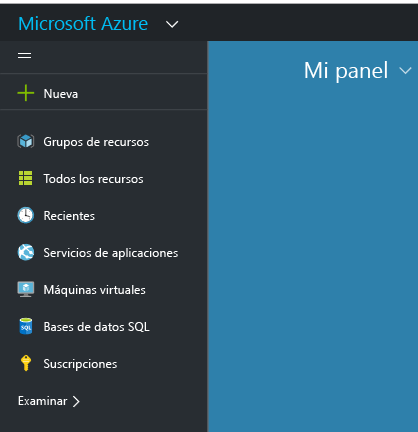 Microsoft Azure
Mi panel
Nueva
Grupos de recursos
Todos los recursos
Recientes
Servicios de aplicaciones
Máquinas virtuales
SQL
Bases de datos SQL
Suscripciones
Examinar